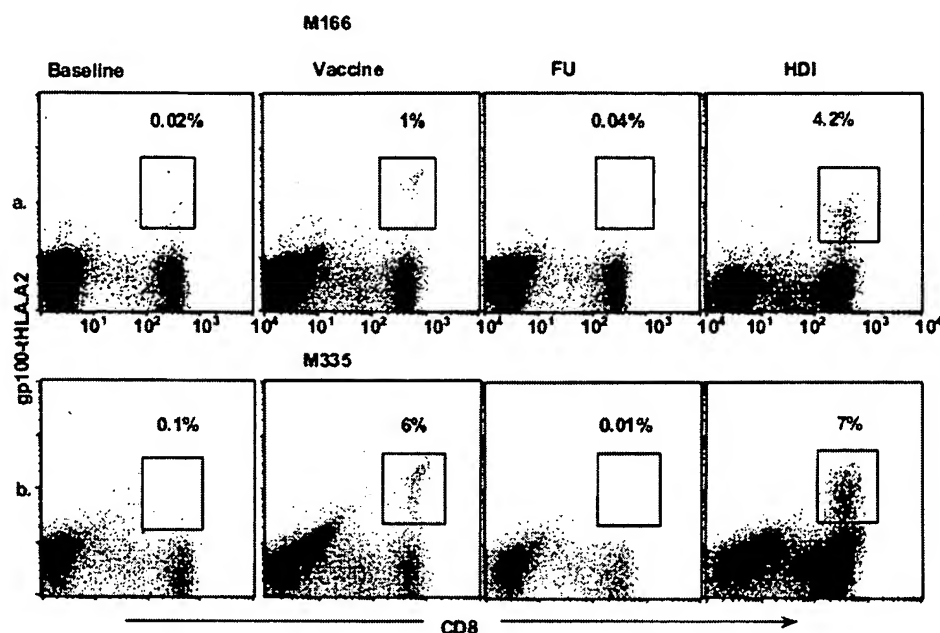 M166
Baseline Vaccine FU HDI
0.02% 1% 0.04% 4.2%
10¹ 10² 10³ 10⁴ 10¹ 10² 10³ 10⁴ 10¹ 10² 10³ 10⁴ 10¹ 10² 10³ 10⁴
M335
0.1% 6% 0.01% 7%
gp100-tHLA.A2
CD8